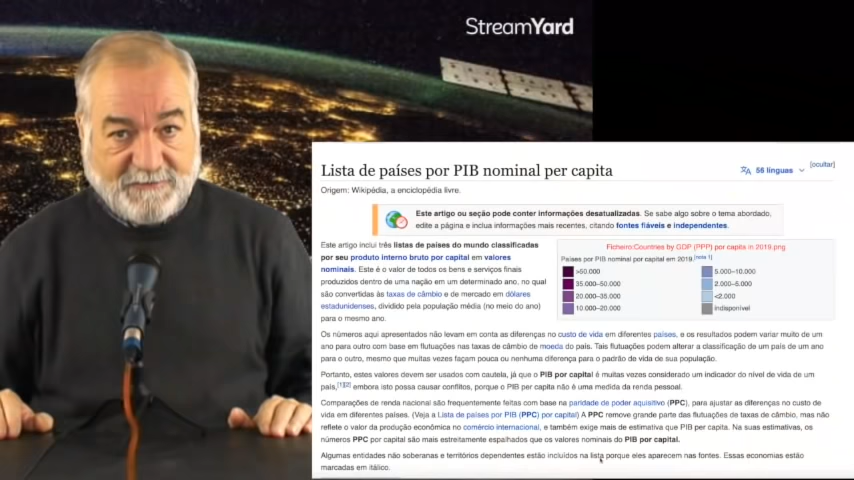 StreamYard
Lista de países por PIB nominal per capita
56 línguas
[ocultar]
Origem: Wikipédia, a enciclopédia livre.
Este artigo ou seção pode conter informações desatualizadas. Se sabe algo sobre o tema abordado,
edite a página e inclua informações mais recentes, citando fontes fiáveis e independentes.
Este artigo inclui três listas de países do mundo classificadas
por seu produto interno bruto por capital em valores
nominais. Este é o valor de todos os bens e serviços finais
produzidos dentro de uma nação em um determinado ano, no qual
são convertidas às taxas de câmbio e de mercado em dólares
estadunidenses, dividido pela população média (no meio do ano)
para o mesmo ano.
Ficheiro:Countries by GDP (PPP) per capita in 2019.png
Países por PIB nominal per capital em 2019.[note 1]
>50.000
35.000–50.000
20.000–35.000
10.000–20.000
5.000–10.000
2.000–5.000
<2.000
Indisponível
Os números aqui apresentados não levam em conta as diferenças no custo de vida em diferentes países, e os resultados podem variar muito de um
ano para outro com base em flutuações nas taxas de câmbio de moeda do país. Tais flutuações podem alterar a classificação de um país de um ano
para o outro, mesmo que muitas vezes façam pouca ou nenhuma diferença para o padrão de vida de sua população.
Portanto, estes valores devem ser usados com cautela, já que o PIB por capital é muitas vezes considerado um indicador do nível de vida de um
país,[1][2] embora isto possa causar conflitos, porque o PIB per capita não é uma medida da renda pessoal.
Comparações de renda nacional são frequentemente feitas com base na paridade de poder aquisitivo (PPC), para ajustar as diferenças no custo de
vida em diferentes países. (Veja a Lista de países por PIB (PPC) por capital) A PPC remove grande parte das flutuações de taxas de câmbio, mas não
reflete o valor da produção econômica no comércio internacional, e também exige mais de estimativa que PIB per capita. Na suas estimativas, os
números PPC por capital são mais estreitamente espalhados que os valores nominais do PIB por capital.
Algumas entidades não soberanas e territórios dependentes estão incluídos na lista porque eles aparecem nas fontes. Essas economias estão
marcadas em itálico.